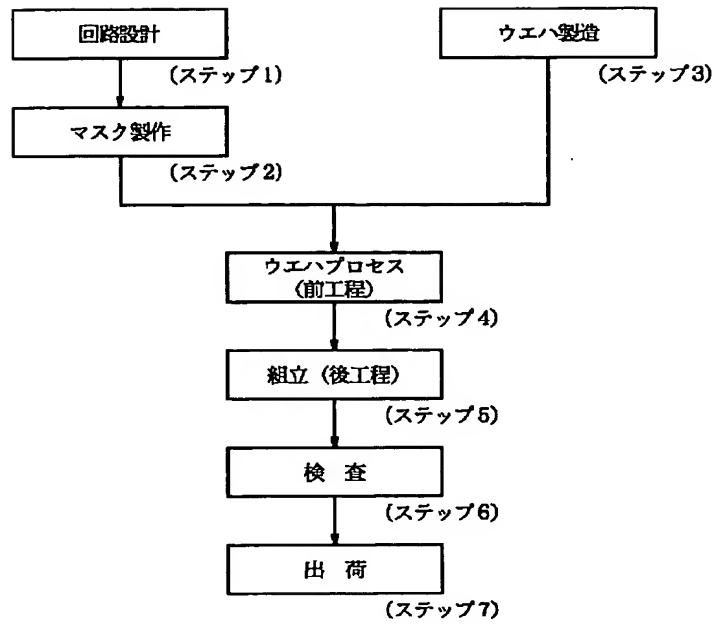 回路設計
(ステップ1)
ウエハ製造
(ステップ3)
マスク製作
(ステップ2)
ウエハプロセス
(前工程)
(ステップ4)
組立(後工程)
(ステップ5)
検 査
(ステップ6)
出 荷
(ステップ7)